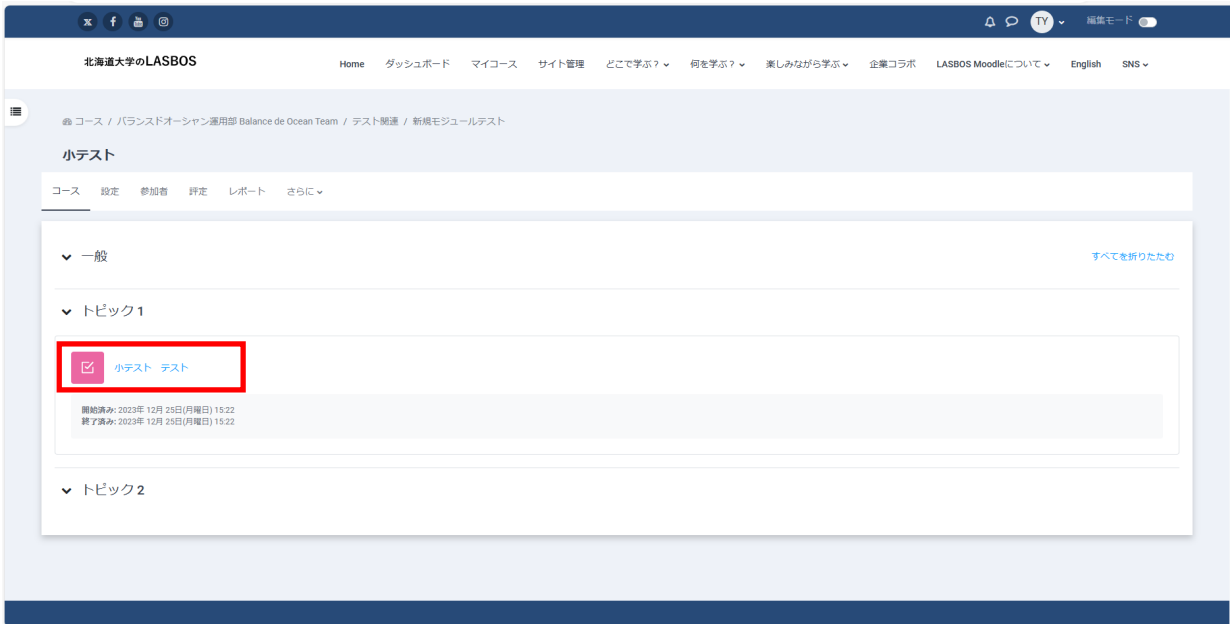 TY 編集モード
北海道大学のLASBOS Home ダッシュボード マイコース サイト管理 どこで学ぶ？ 何を学ぶ？ 楽しみながら学ぶ 企業コラボ LASBOS Moodleについて English SNS
コース / バランスドオーシャン運用部 Balance de Ocean Team / テスト関連 / 新規モジュールテスト
小テスト
コース 設定 参加者 評定 レポート さらに
一般 すべてを折りたたむ
トピック 1
小テスト テスト
開始済み: 2023年 12月 25日(月曜日) 15:22
終了済み: 2023年 12月 25日(月曜日) 15:22
トピック 2